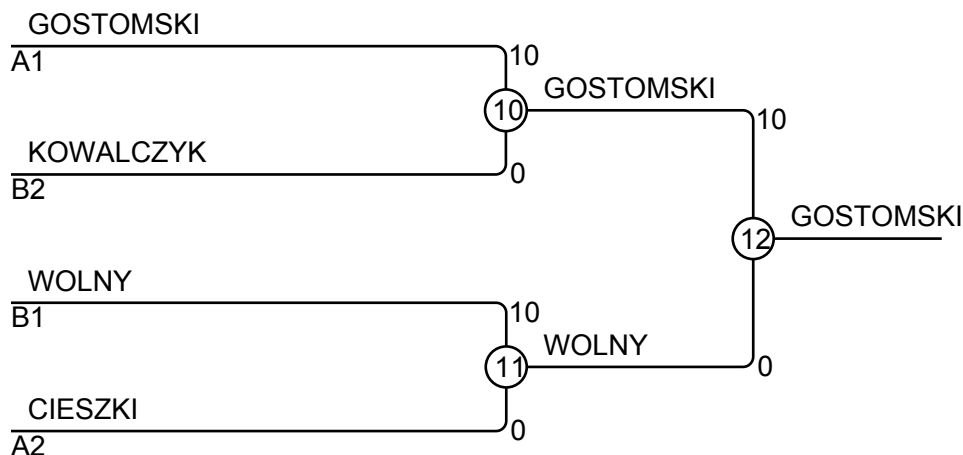 GOSTOMSKI
A1
10
10
GOSTOMSKI
10
KOWALCZYK
B2
0
12
GOSTOMSKI
WOLNY
B1
10
11
WOLNY
0
CIESZKI
A2
0